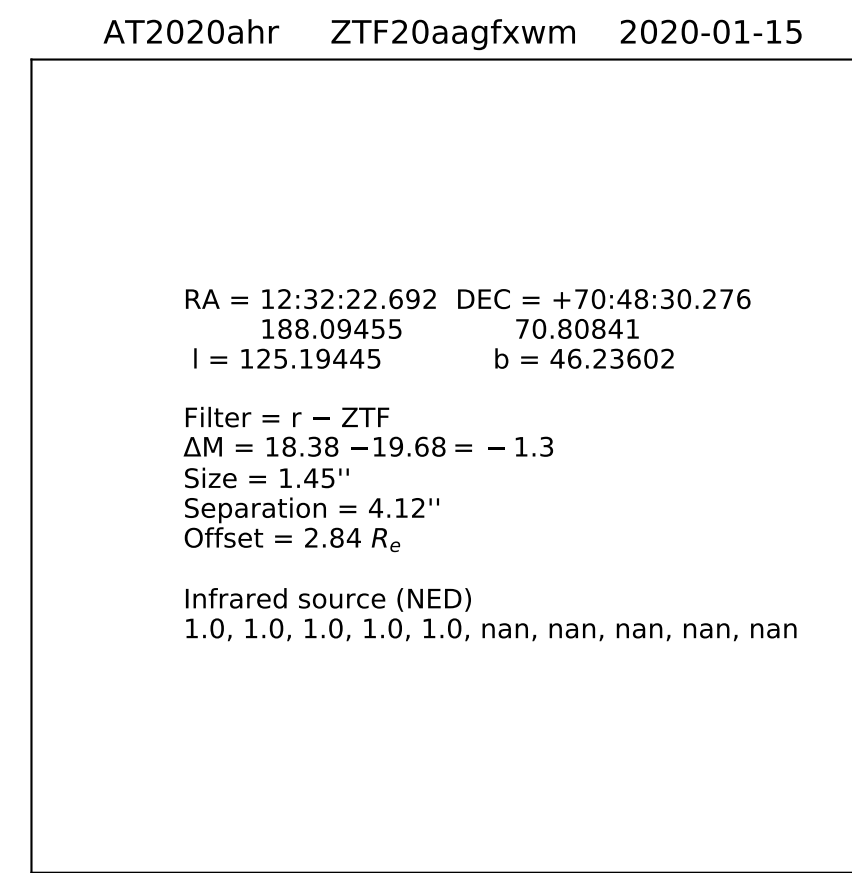 AT2020ahr ZTF20aagfxwm 2020-01-15
RA = 12:32:22.692 DEC = +70:48:30.276
188.09455 70.80841
l = 125.19445 b = 46.23602
Filter = r − ZTF
ΔM = 18.38 −19.68 = − 1.3
Size = 1.45''
Separation = 4.12''
Offset = 2.84 Re
Infrared source (NED)
1.0, 1.0, 1.0, 1.0, 1.0, nan, nan, nan, nan, nan